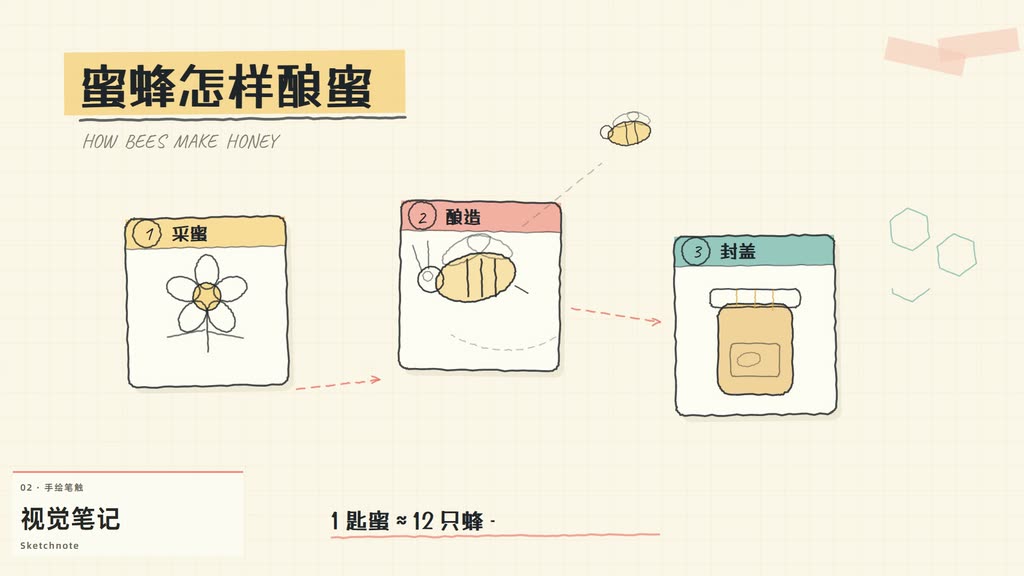 蜜蜂怎样酿蜜
HOW BEES MAKE HONEY
1 采蜜
2 酿造
3 封盖
02 · 手绘笔触
视觉笔记
Sketchnote
1 匙蜜 ≈ 12 只蜂 ·